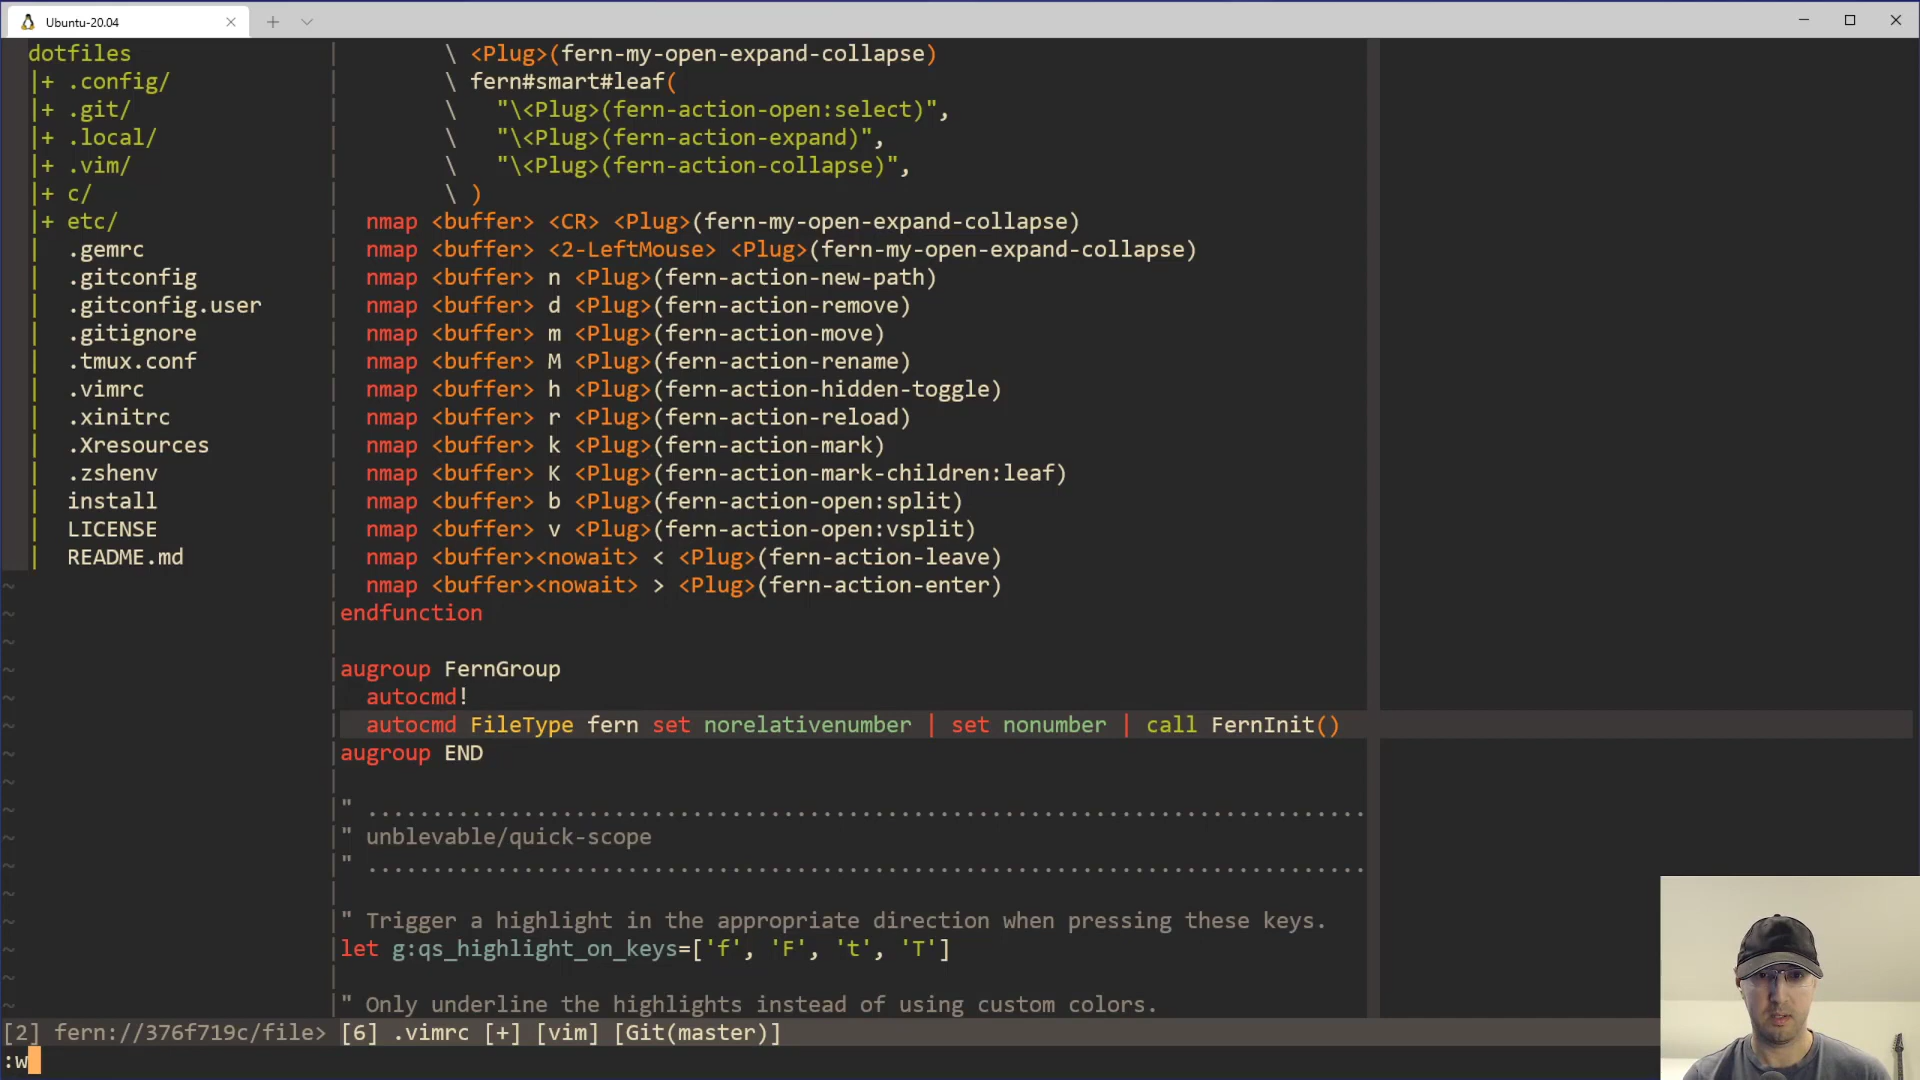 Ubuntu-20.04
dotfiles
|+ .config/
|+ .git/
|+ .local/
|+ .vim/
|+ c/
|+ etc/
| .gemrc
| .gitconfig
| .gitconfig.user
| .gitignore
| .tmux.conf
| .vimrc
| .xinitrc
| .Xresources
| .zshenv
| install
| LICENSE
| README.md
\ <Plug>(fern-my-open-expand-collapse)
\ fern#smart#leaf(
\   "\<Plug>(fern-action-open:select)",
\   "\<Plug>(fern-action-expand)",
\   "\<Plug>(fern-action-collapse)",
\ )
nmap <buffer> <CR> <Plug>(fern-my-open-expand-collapse)
nmap <buffer> <2-LeftMouse> <Plug>(fern-my-open-expand-collapse)
nmap <buffer> n <Plug>(fern-action-new-path)
nmap <buffer> d <Plug>(fern-action-remove)
nmap <buffer> m <Plug>(fern-action-move)
nmap <buffer> M <Plug>(fern-action-rename)
nmap <buffer> h <Plug>(fern-action-hidden-toggle)
nmap <buffer> r <Plug>(fern-action-reload)
nmap <buffer> k <Plug>(fern-action-mark)
nmap <buffer> K <Plug>(fern-action-mark-children:leaf)
nmap <buffer> b <Plug>(fern-action-open:split)
nmap <buffer> v <Plug>(fern-action-open:vsplit)
nmap <buffer><nowait> < <Plug>(fern-action-leave)
nmap <buffer><nowait> > <Plug>(fern-action-enter)
endfunction
augroup FernGroup
autocmd!
autocmd FileType fern set norelativenumber | set nonumber | call FernInit()
augroup END
" .............................................................................
" unblevable/quick-scope
" .............................................................................
" Trigger a highlight in the appropriate direction when pressing these keys.
let g:qs_highlight_on_keys=['f', 'F', 't', 'T']
" Only underline the highlights instead of using custom colors.
[2] fern://376f719c/file> [6] .vimrc [+] [vim] [Git(master)]
:w